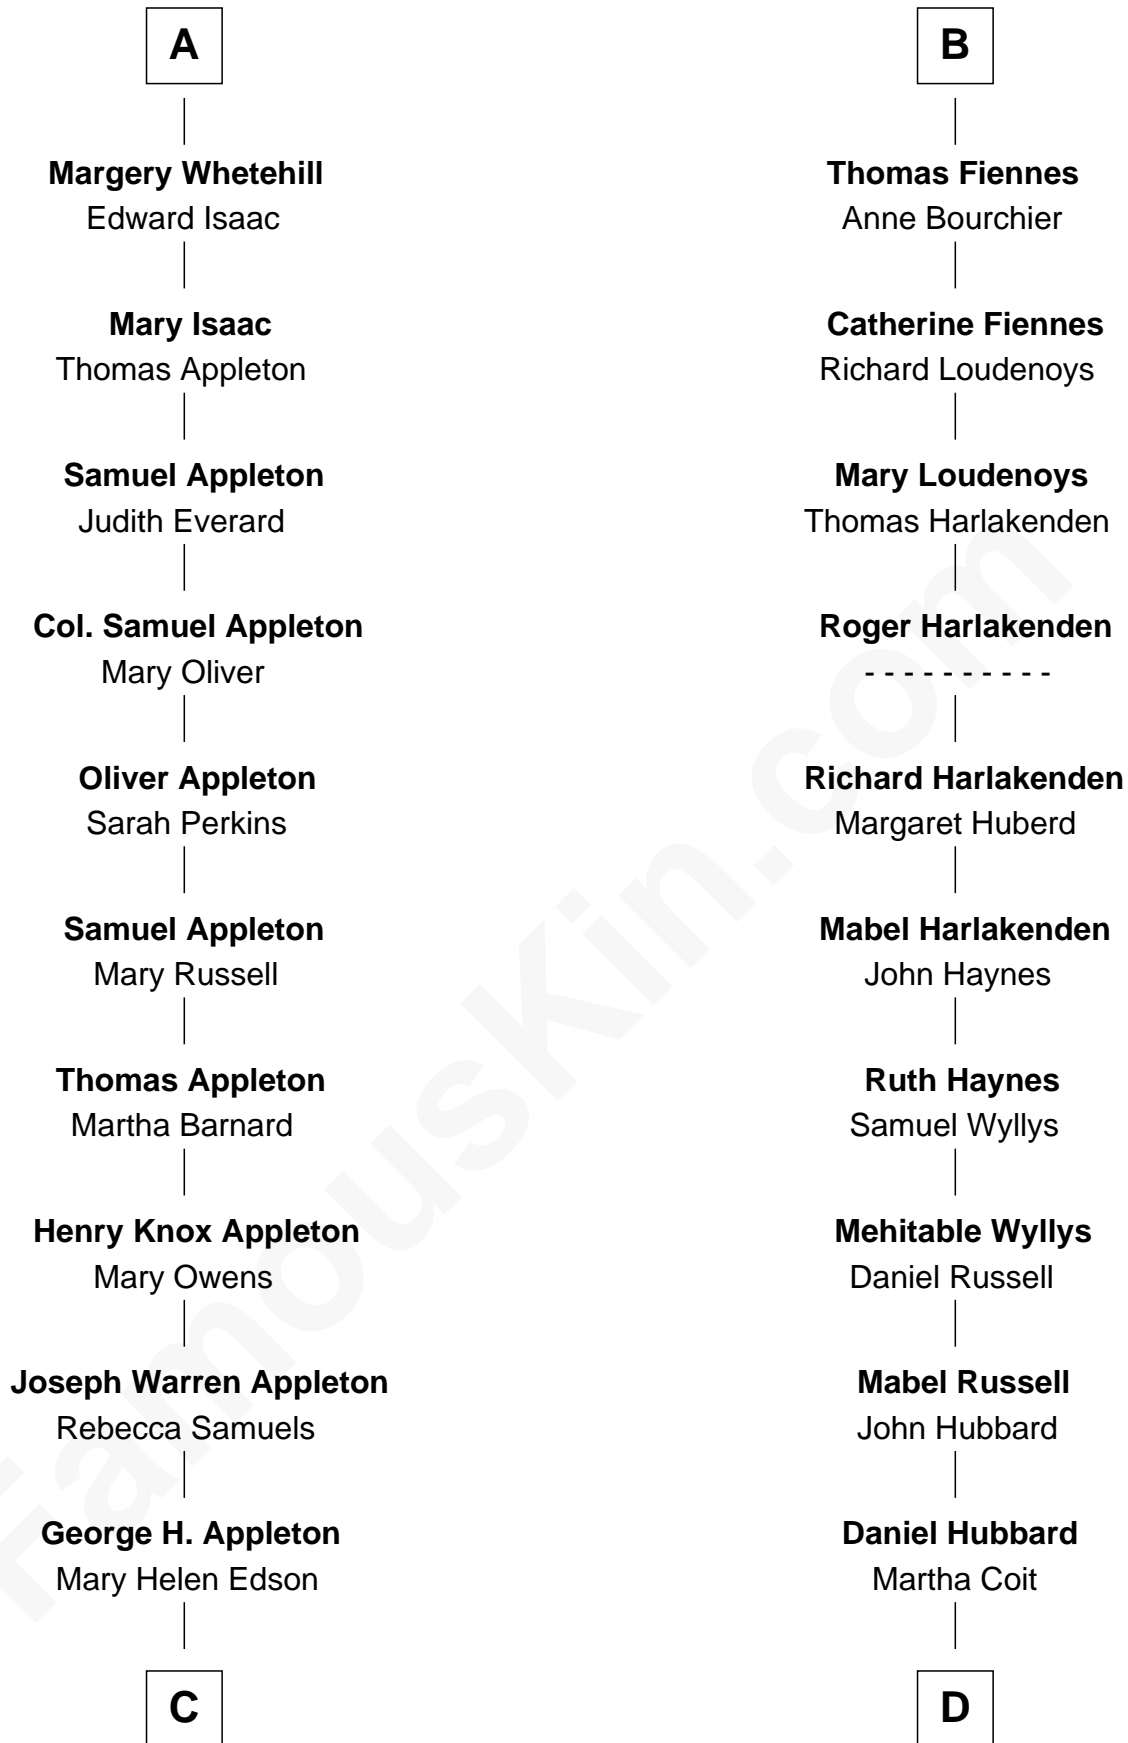 A
Margery Whetehill
Edward Isaac
Mary Isaac
Thomas Appleton
Samuel Appleton
Judith Everard
Col. Samuel Appleton
Mary Oliver
Oliver Appleton
Sarah Perkins
Samuel Appleton
Mary Russell
Thomas Appleton
Martha Barnard
Henry Knox Appleton
Mary Owens
Joseph Warren Appleton
Rebecca Samuels
George H. Appleton
Mary Helen Edson
C
B
Thomas Fiennes
Anne Bourchier
Catherine Fiennes
Richard Loudenoys
Mary Loudenoys
Thomas Harlakenden
Roger Harlakenden
- - - - - - - - - -
Richard Harlakenden
Margaret Huberd
Mabel Harlakenden
John Haynes
Ruth Haynes
Samuel Wyllys
Mehitable Wyllys
Daniel Russell
Mabel Russell
John Hubbard
Daniel Hubbard
Martha Coit
D
FamousKin.com